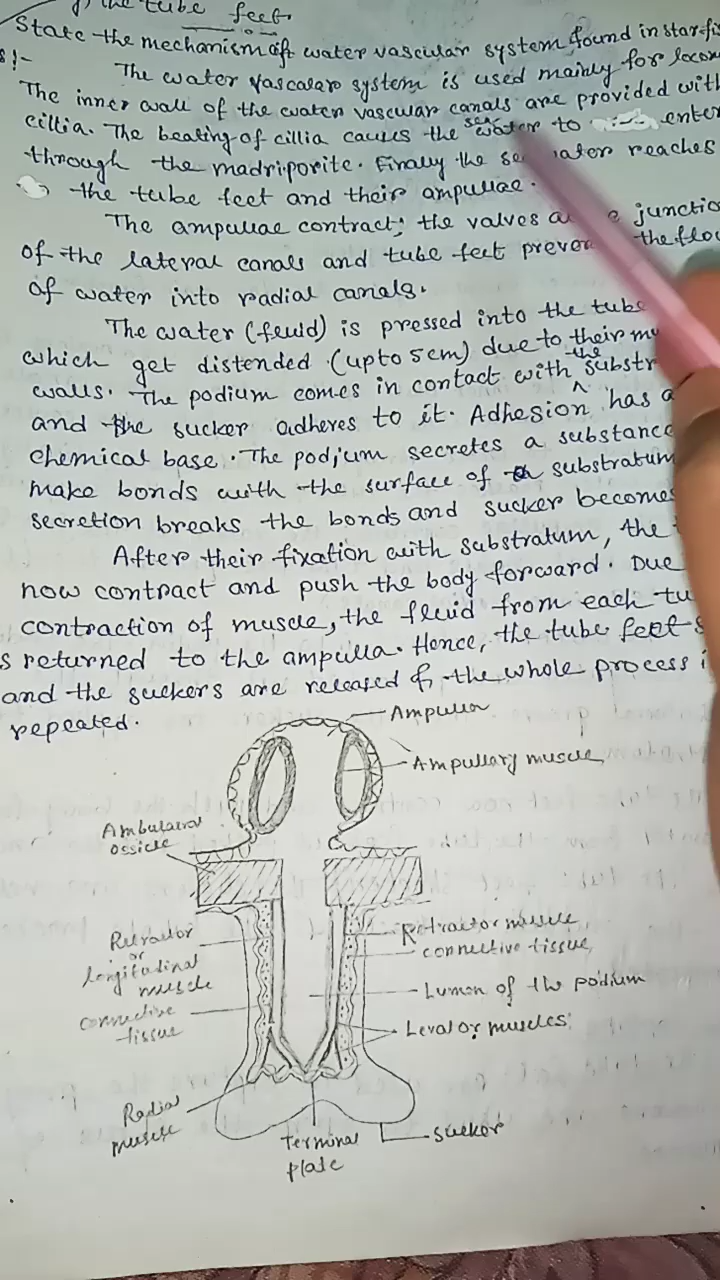 the tube feet.
State the mechanism of water vascular system found in starfis
s:-
The water vascular system is used mainly for locom
The inner wall of the water vascular canals are provided with
cillia. The beating of cillia causes the sea water to enter
through the madriporite. Finaly the se water reaches
the tube feet and their ampullae.
The ampullae contract; the valves a junctio
of the lateral canals and tube feet preven the flow
of water into radial canals.
The water (fluid) is pressed into the tube
which get distended (upto 5cm) due to their mu
walls. The podium comes in contact with the substr
and the sucker adheres to it. Adhesion has a
chemical base. The podium secretes a substance
make bonds with the surface of substratum
secretion breaks the bonds and sucker becomes
After their fixation with substratum, the t
now contract and push the body forward. Due
contraction of muscle, the fluid from each tu
s returned to the ampulla. Hence, the tube feet s
and the suckers are released & the whole process i
repeated.
Ampulla
Ampullary muscle
Ambulacral
ossicle
Retractor
or
longitudinal
muscle
connective
tissue
Retractor muscle
connective tissue
Lumen of the podium
Levator muscles
Radial
muscle
Terminal
plate
sucker